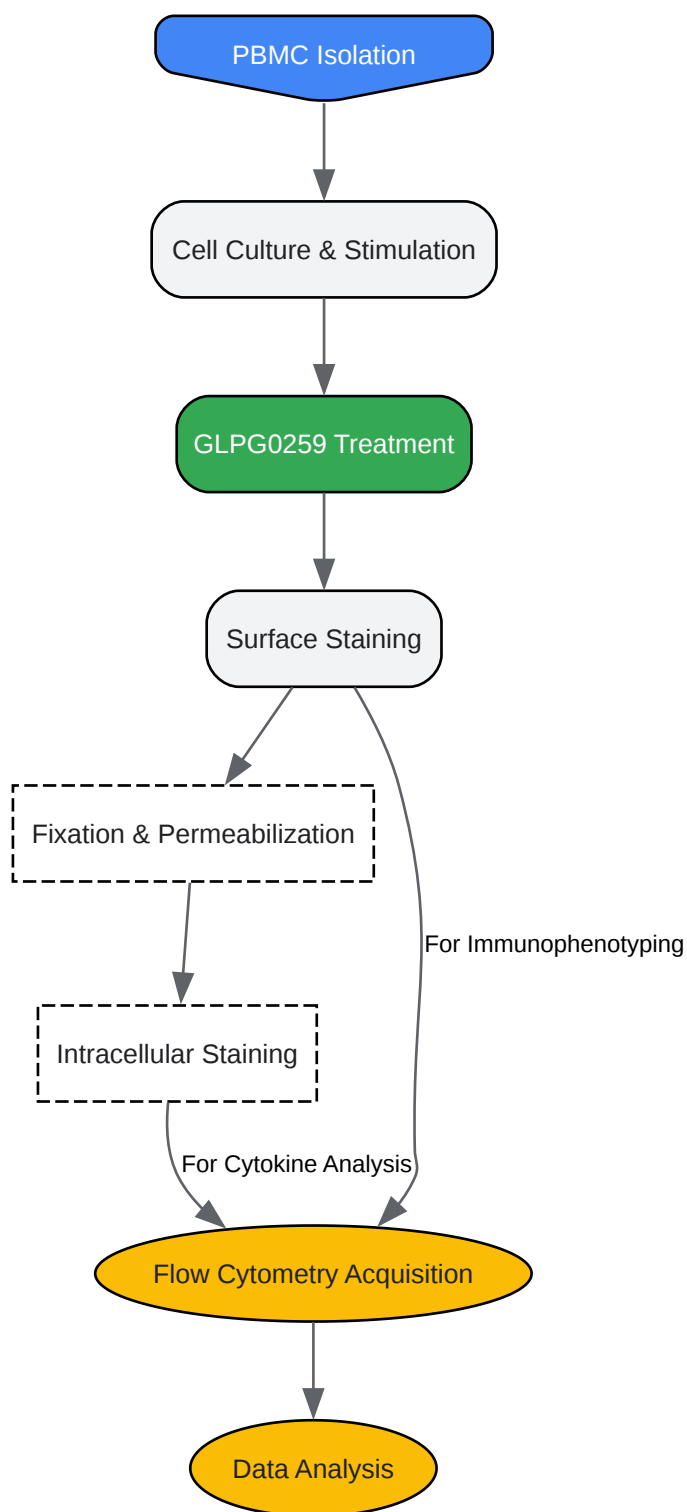 PBMC Isolation
Cell Culture & Stimulation
GLPG0259 Treatment
Surface Staining
Fixation & Permeabilization
For Immunophenotyping
Intracellular Staining
For Cytokine Analysis
Flow Cytometry Acquisition
Data Analysis